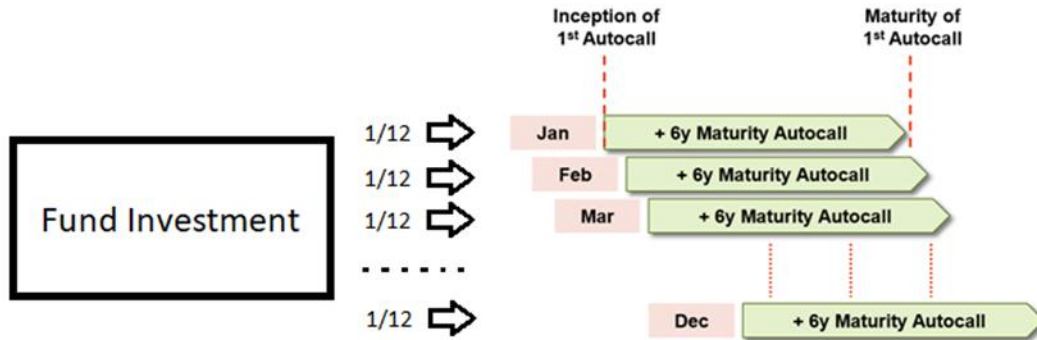 Inception of
1st Autocall
Maturity of
1st Autocall
Fund Investment
1/12
Jan
+ 6y Maturity Autocall
1/12
Feb
+ 6y Maturity Autocall
1/12
Mar
+ 6y Maturity Autocall
1/12
Dec
+ 6y Maturity Autocall